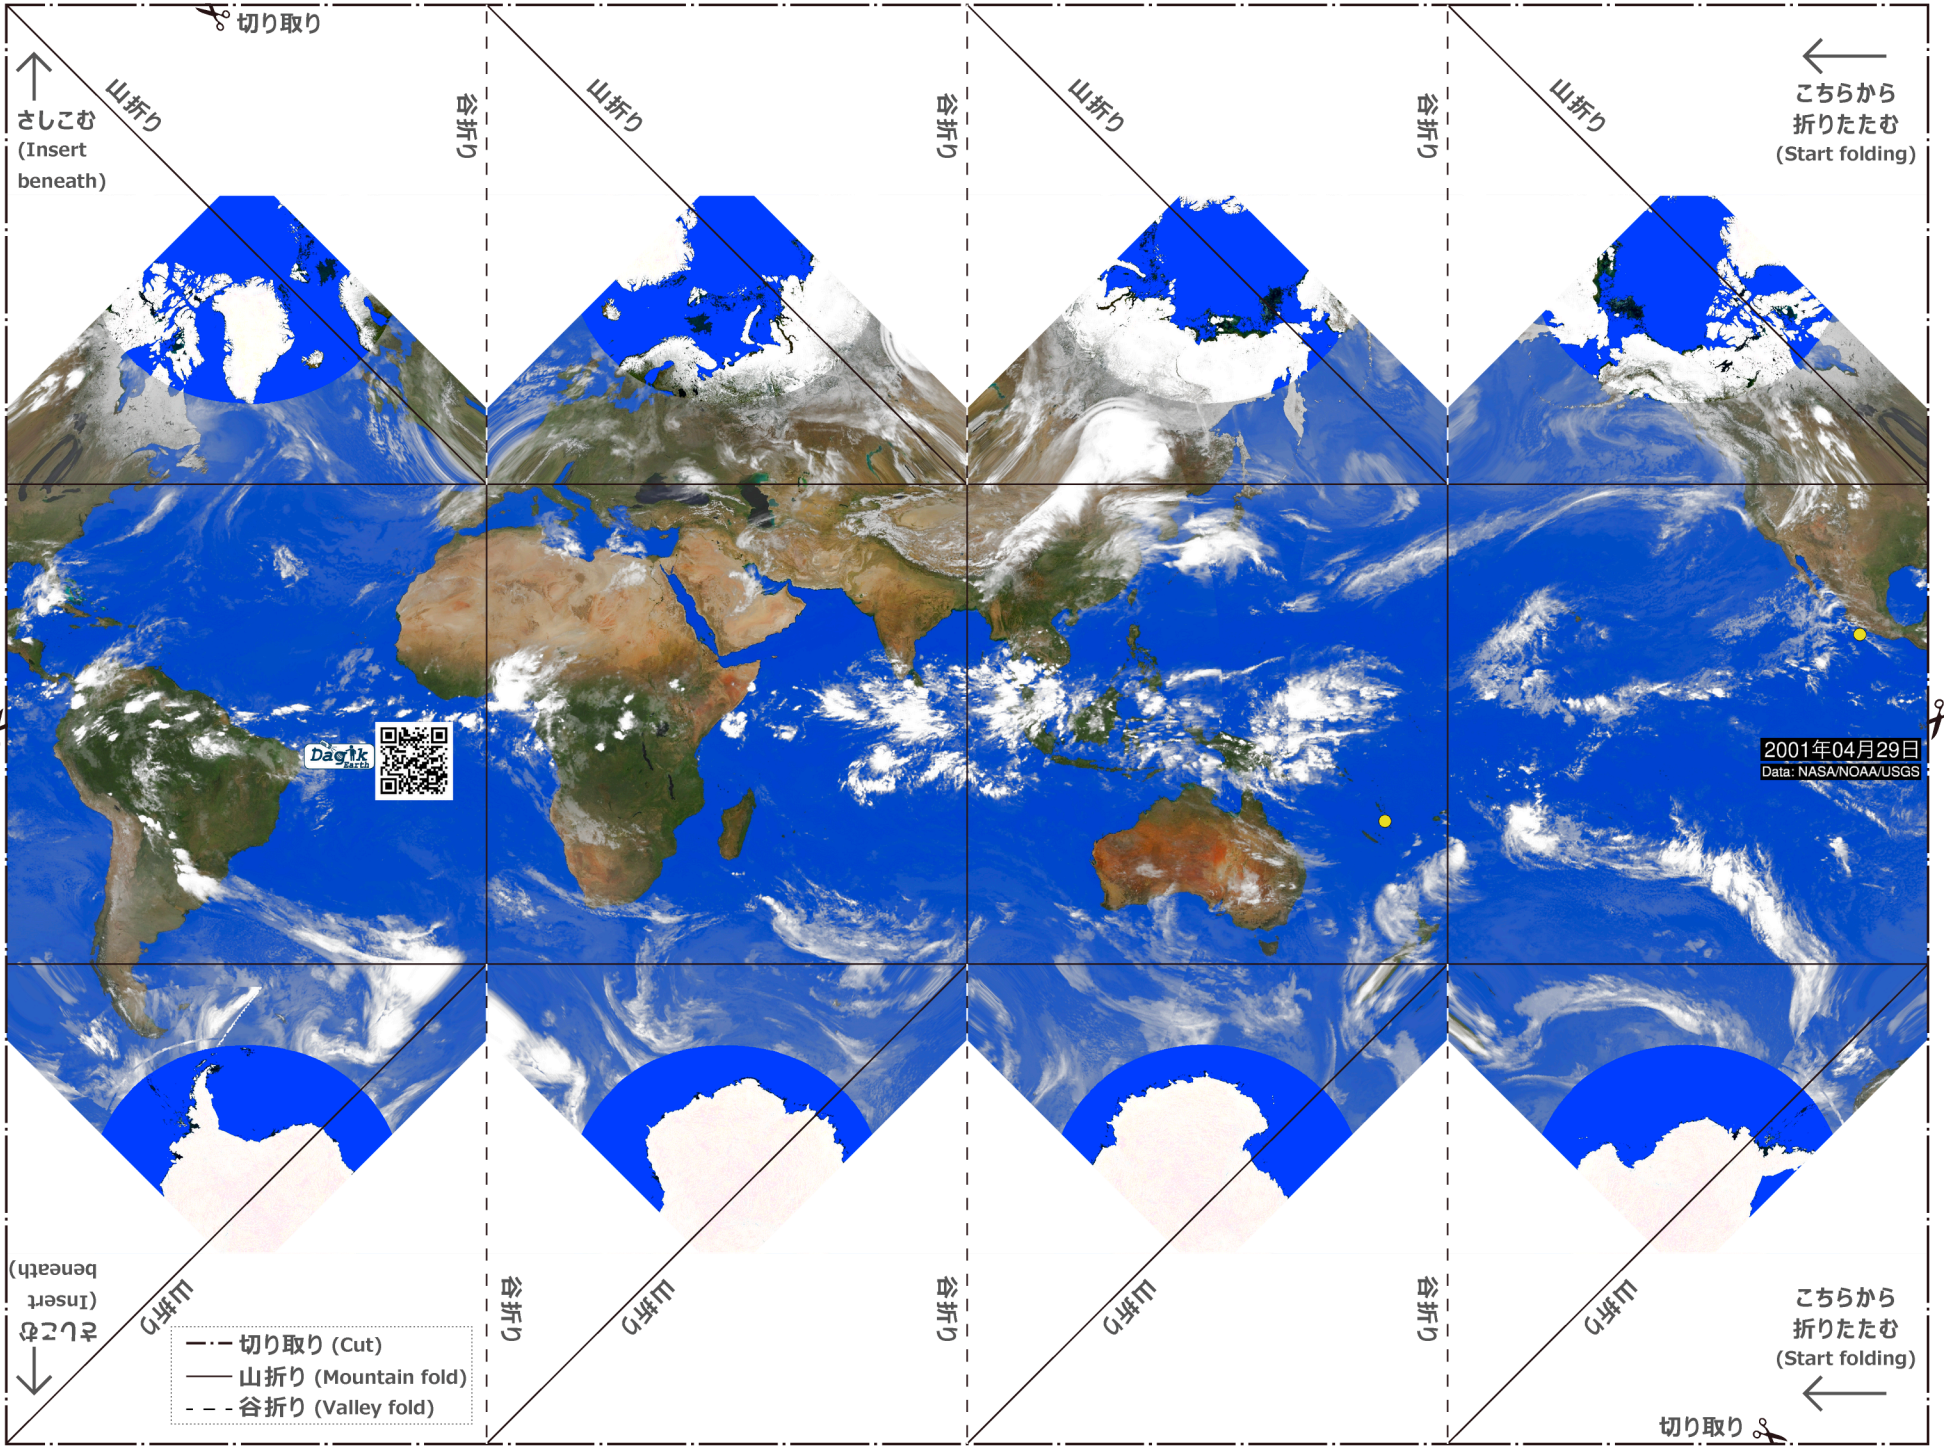 切り取り
山折り
谷折り
山折り
谷折り
山折り
谷折り
山折り
さしこむ
(Insert
beneath)
こちらから
折りたたむ
(Start folding)
Dagik
Earth
2001年04月29日
Data: NASA/NOAA/USGS
さしこむ
(Insert
beneath)
山折り
谷折り
山折り
谷折り
山折り
谷折り
山折り
切り取り (Cut)
山折り (Mountain fold)
谷折り (Valley fold)
こちらから
折りたたむ
(Start folding)
切り取り